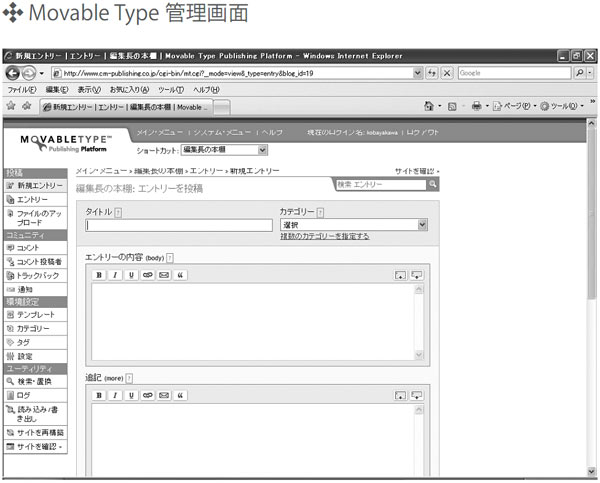 Movable Type 管理画面
新規エントリー | エントリー | 編集長の本棚 | Movable Type Publishing Platform - Windows Internet Explorer
http://www.cm-publishing.co.jp/cgi-bin/mt.cgi?_mode=view&_type=entry&blog_id=19
Google
ファイル(F) 編集(E) 表示(V) お気に入り(A) ツール(T) ヘルプ(H)
新規エントリー | エントリー | 編集長の本棚 | Movable ...
ページ(P) ツール(O)
MOVABLETYPE™
Publishing Platform
メイン・メニュー | システム・メニュー | ヘルプ 現在のログイン名: kobayakawa | ログアウト
ショートカット: 編集長の本棚
投稿
新規エントリー
エントリー
ファイルのアップロード
コミュニティ
コメント
コメント投稿者
トラックバック
通知
環境設定
テンプレート
カテゴリー
タグ
設定
ユーティリティ
検索・置換
ログ
読み込み/書き出し
サイトを再構築
サイトを確認 »
メイン・メニュー » 編集長の本棚 » エントリー » 新規エントリー サイトを確認 »
編集長の本棚: エントリーを投稿
検索 エントリー
タイトル ?
カテゴリー ?
選択
複数のカテゴリーを指定する
エントリーの内容 (body) ?
B I U
追記 (more) ?
B I U